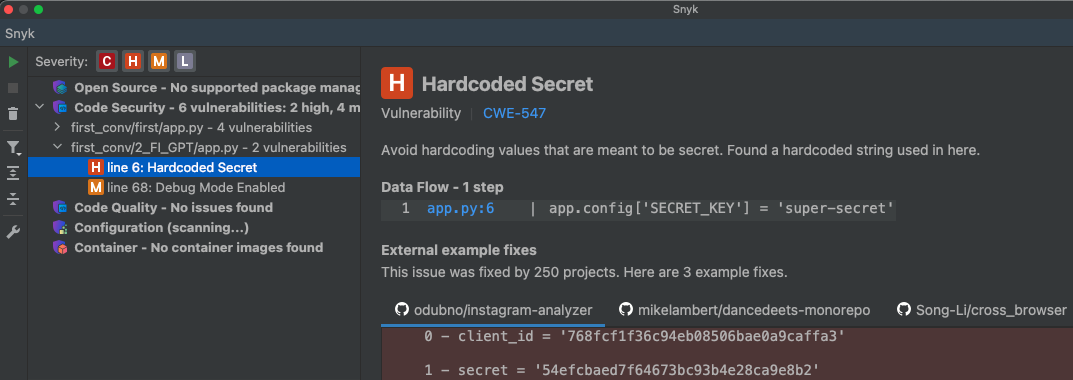 Snyk
Snyk
Severity: C H M L
Open Source - No supported package manag
Code Security - 6 vulnerabilities: 2 high, 4 m
first_conv/first/app.py - 4 vulnerabilities
first_conv/2_FI_GPT/app.py - 2 vulnerabilities
H line 6: Hardcoded Secret
M line 68: Debug Mode Enabled
Code Quality - No issues found
Configuration (scanning...)
Container - No container images found
H Hardcoded Secret
Vulnerability | CWE-547
Avoid hardcoding values that are meant to be secret. Found a hardcoded string used in here.
Data Flow - 1 step
1 app.py:6 | app.config['SECRET_KEY'] = 'super-secret'
External example fixes
This issue was fixed by 250 projects. Here are 3 example fixes.
odubno/instagram-analyzer mikelambert/dancedeets-monorepo Song-Li/cross_browser
0 - client_id = '768fcf1f36c94eb08506bae0a9caffa3'
1 - secret = '54efcbaed7f64673bc93b4e28ca9e8b2'